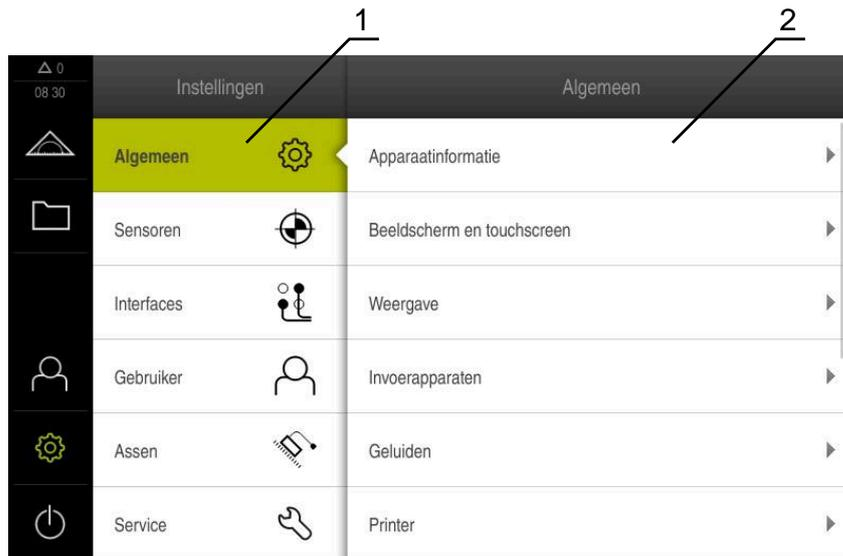 1 2
△ 0
08 30
Instellingen
Algemeen
Algemeen
Sensoren
Interfaces
Gebruiker
Assen
Service
Apparaatinformatie
Beeldscherm en touchscreen
Weergave
Invoerapparaten
Geluiden
Printer